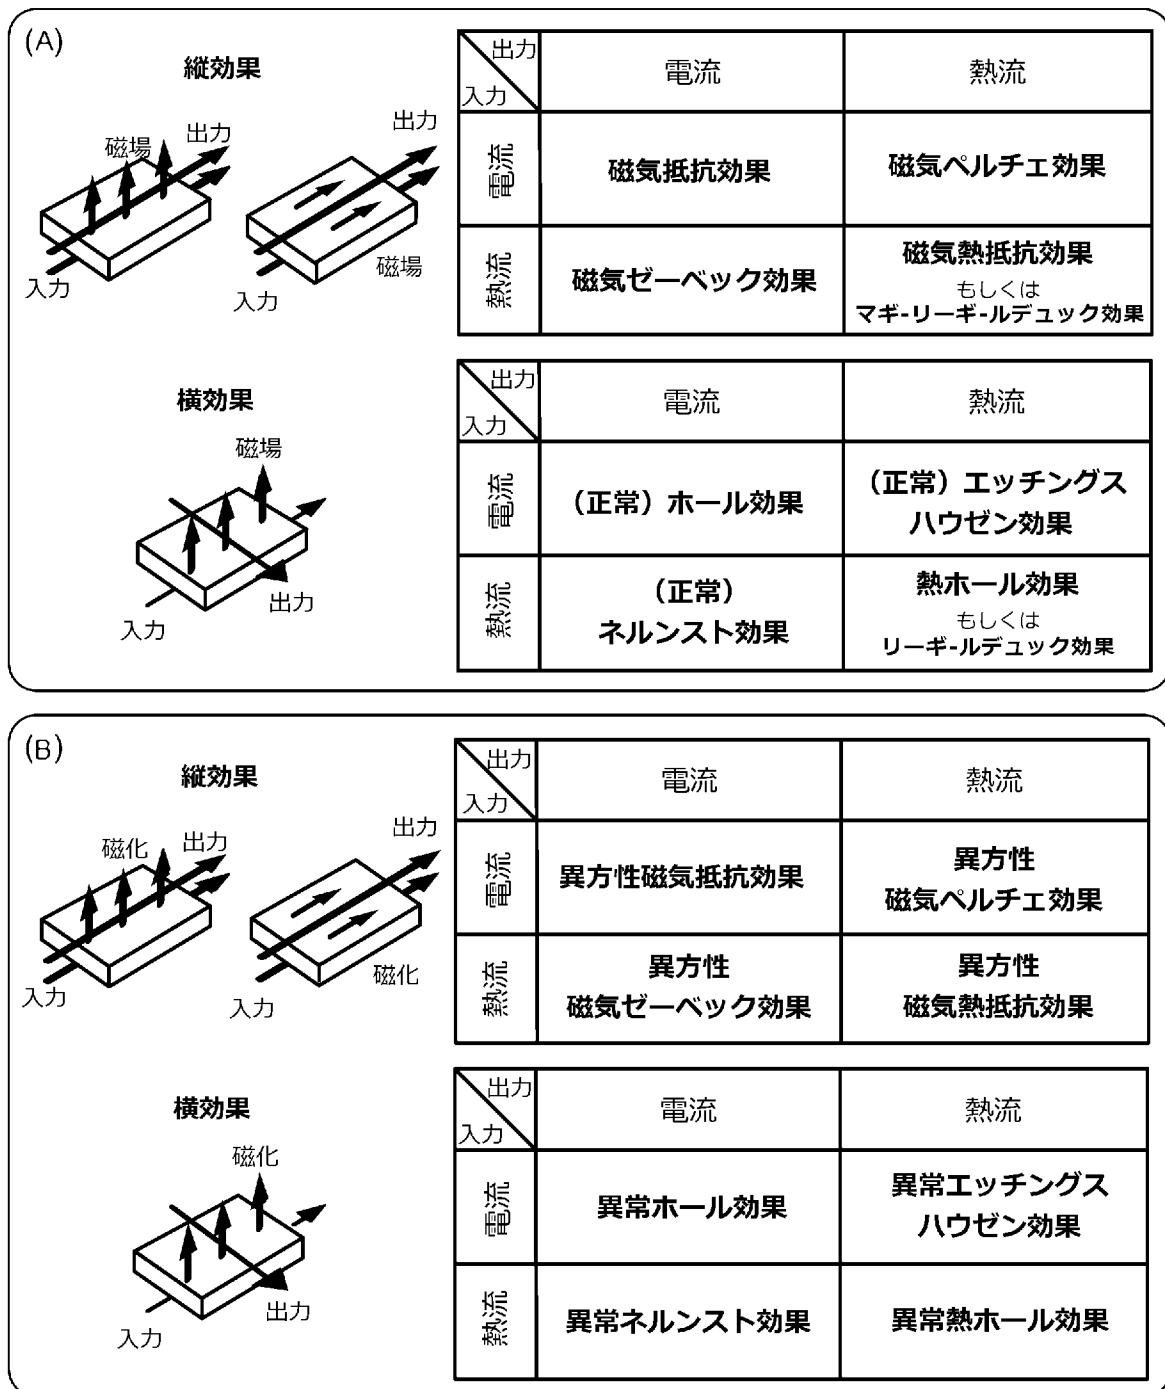 (A)
縦効果
磁場
出力
入力
出力
磁場
入力
出力
入力
電流
熱流
電流
磁気抵抗効果
磁気ペルチェ効果
熱流
磁気ゼーベック効果
磁気熱抵抗効果
もしくは
マギ-リーギ-ルデュック効果
横効果
磁場
出力
入力
出力
入力
電流
熱流
電流
（正常）ホール効果
（正常）エッチングス
ハウゼン効果
熱流
（正常）
ネルンスト効果
熱ホール効果
もしくは
リーギ-ルデュック効果
(B)
縦効果
磁化
出力
入力
出力
磁化
入力
出力
入力
電流
熱流
電流
異方性磁気抵抗効果
異方性
磁気ペルチェ効果
熱流
異方性
磁気ゼーベック効果
異方性
磁気熱抵抗効果
横効果
磁化
出力
入力
出力
入力
電流
熱流
電流
異常ホール効果
異常エッチングス
ハウゼン効果
熱流
異常ネルンスト効果
異常熱ホール効果